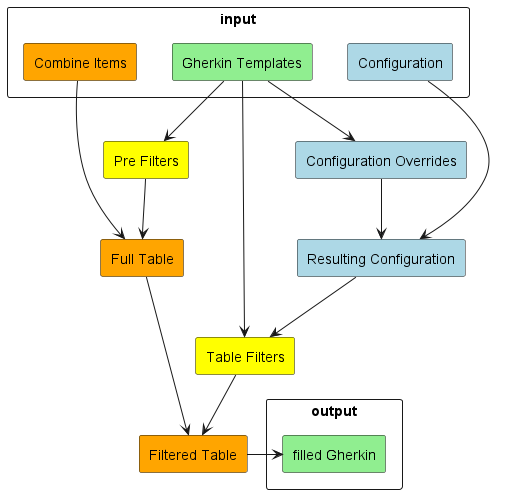 input
Combine Items
Gherkin Templates
Configuration
Pre Filters
Configuration Overrides
Full Table
Resulting Configuration
Table Filters
output
Filtered Table
filled Gherkin